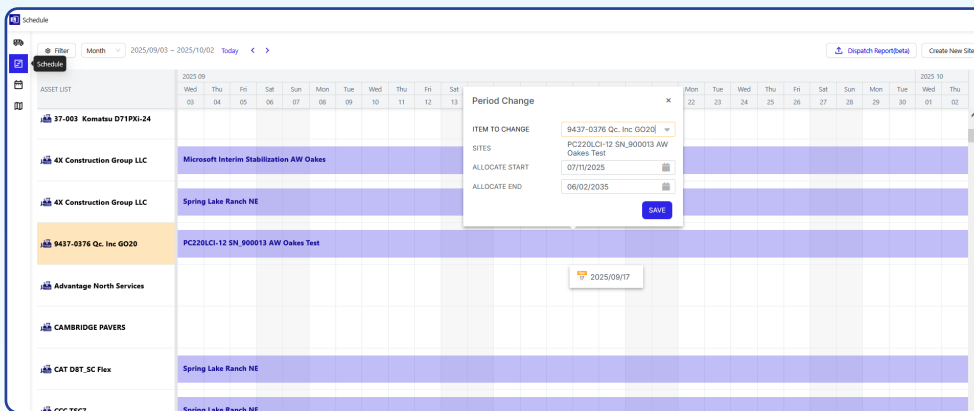 Schedule
Filter
Month
2025/09/03 ~ 2025/10/02
Today
Dispatch Report(beta)
Create New Site
Schedule
ASSET LIST
2025 09
2025 10
Wed Thu Fri Sat Sun Mon Tue Wed Thu Fri Sat Mon Tue Wed Thu Fri Sat Sun Mon Tue Wed Thu
03 04 05 06 07 08 09 10 11 12 13 22 23 24 25 26 27 28 29 30 01 02
Period Change
ITEM TO CHANGE
9437-0376 Qc. Inc GO20
SITES
PC220LCI-12 SN_900013 AW
Oakes Test
ALLOCATE START
07/11/2025
ALLOCATE END
06/02/2035
SAVE
37-003 Komatsu D71PXi-24
4X Construction Group LLC
Microsoft Interim Stabilization AW Oakes
4X Construction Group LLC
Spring Lake Ranch NE
9437-0376 Qc. Inc GO20
PC220LCI-12 SN_900013 AW Oakes Test
2025/09/17
Advantage North Services
CAMBRIDGE PAVERS
CAT D8T_SC Flex
Spring Lake Ranch NE
CCC TSC7
Spring Lake Ranch NE